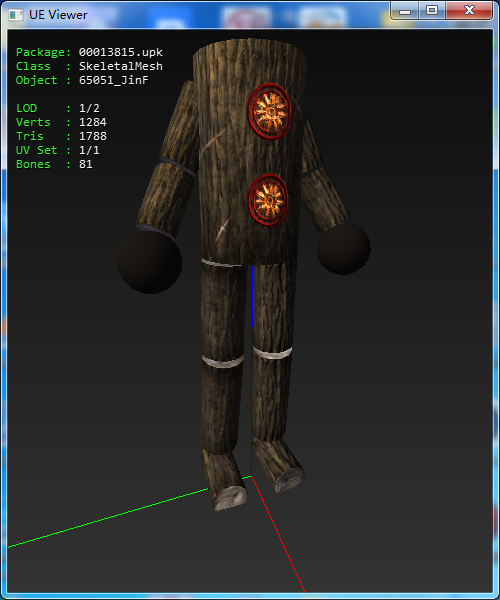 UE Viewer
Package: 00013815.upk
Class : SkeletalMesh
Object : 65051_JinF
LOD : 1/2
Verts : 1284
Tris : 1788
UV Set : 1/1
Bones : 81